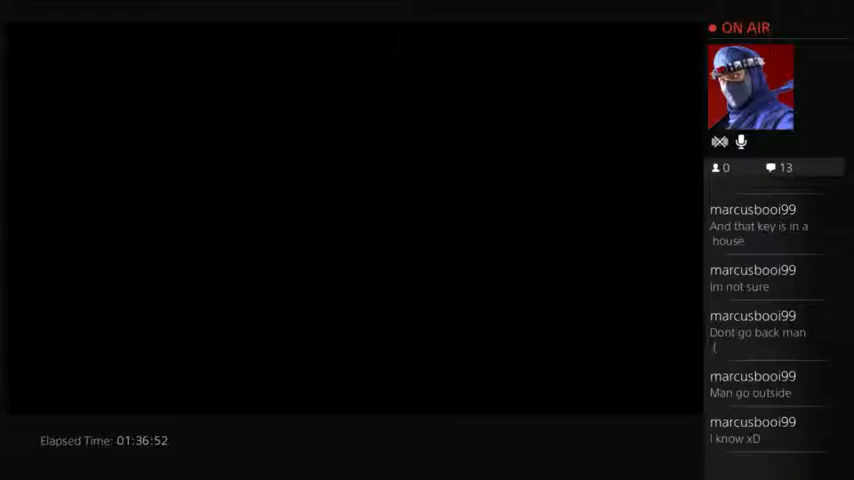 ON AIR
0
13
marcusbooi99
And that key is in a
house
marcusbooi99
Im not sure
marcusbooi99
Dont go back man
(
marcusbooi99
Man go outside
marcusbooi99
I know xD
Elapsed Time: 01:36:52